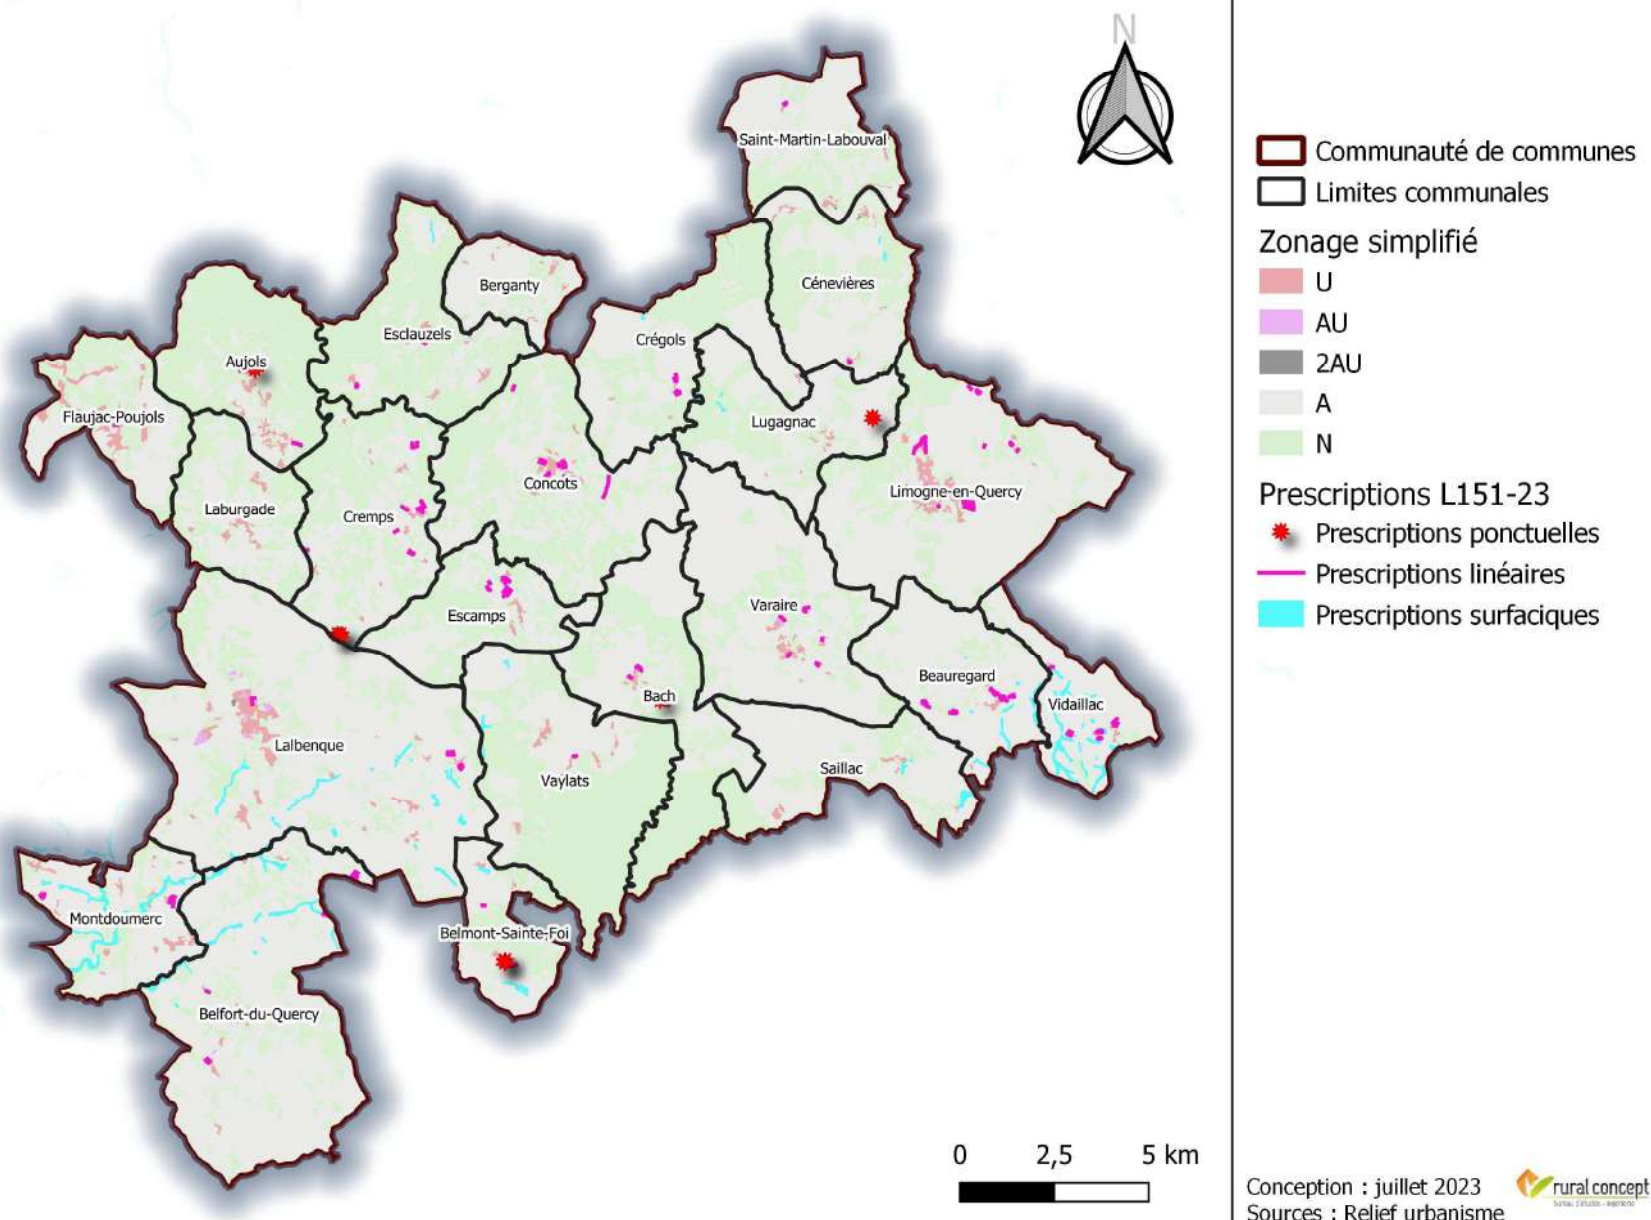 N
Saint-Martin-Labouval
Berganty
Cénevières
Esclauzels
Crégols
Aujols
Flaujac-Poujols
Lugagnac
Concots
Limogne-en-Quercy
Laburgade
Cremps
Varaire
Escamps
Beauregard
Bach
Vidaillac
Lalbenque
Saillac
Vaylats
Montdoumerc
Belmont-Sainte-Foi
Belfort-du-Quercy
0 2,5 5 km
Communauté de communes
Limites communales
Zonage simplifié
U
AU
2AU
A
N
Prescriptions L151-23
Prescriptions ponctuelles
Prescriptions linéaires
Prescriptions surfaciques
Conception : juillet 2023
Sources : Relief urbanisme
rural concept